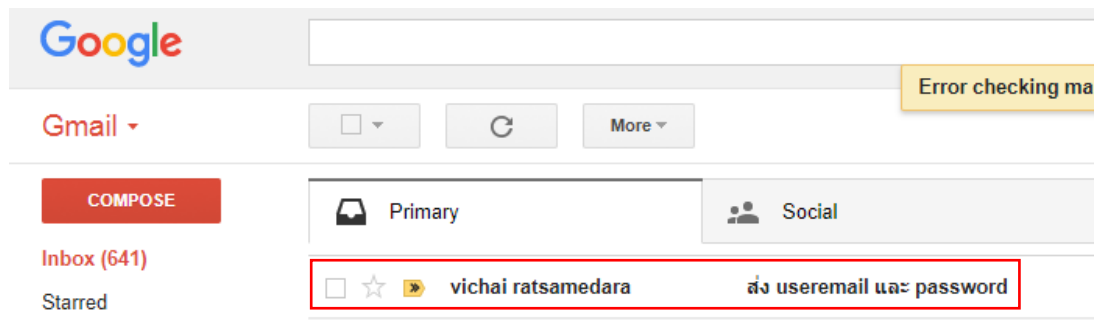 Google
Error checking ma
Gmail
More
COMPOSE
Primary
Social
Inbox (641)
vichai ratsamedara ส่ง useremail และ password
Starred